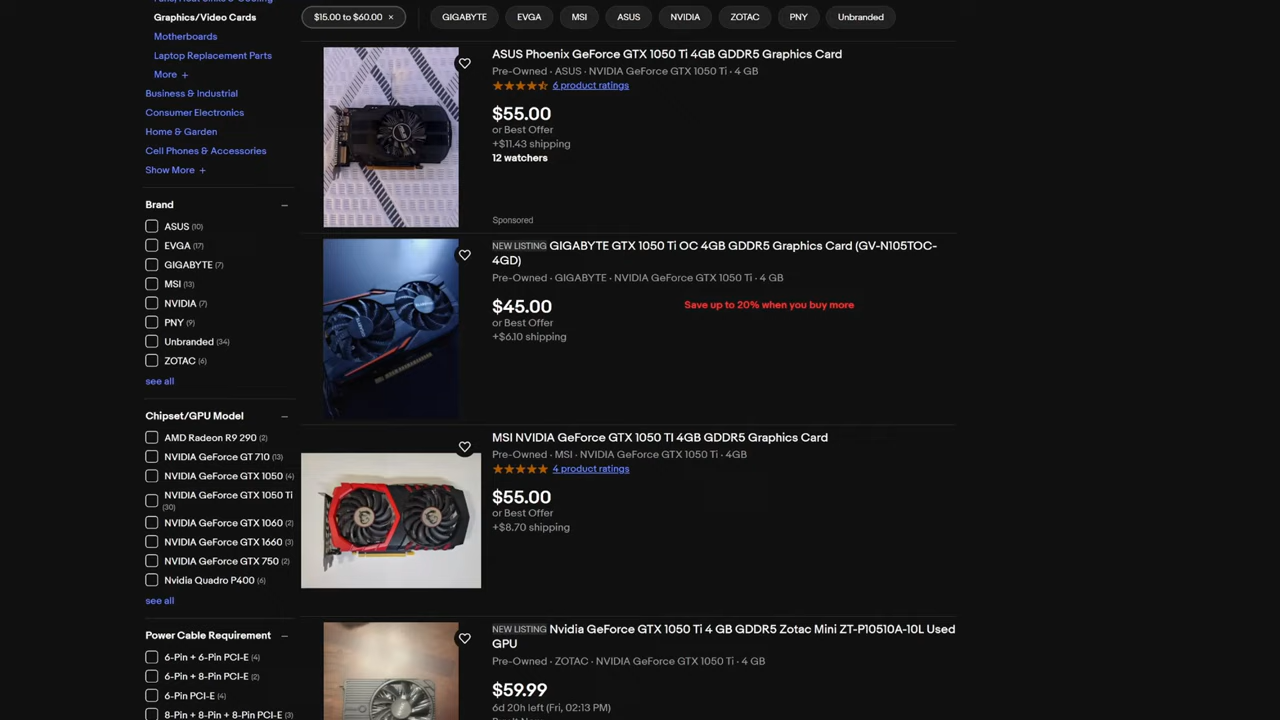 Graphics/Video Cards
Motherboards
Laptop Replacement Parts
More +
Business & Industrial
Consumer Electronics
Home & Garden
Cell Phones & Accessories
Show More +
Brand
ASUS (10)
EVGA (17)
GIGABYTE (7)
MSI (13)
NVIDIA (7)
PNY (9)
Unbranded (34)
ZOTAC (6)
see all
Chipset/GPU Model
AMD Radeon R9 290 (2)
NVIDIA GeForce GT 710 (13)
NVIDIA GeForce GTX 1050 (4)
NVIDIA GeForce GTX 1050 Ti
(30)
NVIDIA GeForce GTX 1060 (2)
NVIDIA GeForce GTX 1660 (3)
NVIDIA GeForce GTX 750 (2)
Nvidia Quadro P400 (6)
see all
Power Cable Requirement
6-Pin + 6-Pin PCI-E (4)
6-Pin + 8-Pin PCI-E (2)
6-Pin PCI-E (4)
8-Pin + 8-Pin + 8-Pin PCI-E (3)
$15.00 to $60.00 ×
GIGABYTE
EVGA
MSI
ASUS
NVIDIA
ZOTAC
PNY
Unbranded
ASUS Phoenix GeForce GTX 1050 Ti 4GB GDDR5 Graphics Card
Pre-Owned · ASUS · NVIDIA GeForce GTX 1050 Ti · 4 GB
6 product ratings
$55.00
or Best Offer
+$11.43 shipping
12 watchers
Sponsored
NEW LISTING GIGABYTE GTX 1050 Ti OC 4GB GDDR5 Graphics Card (GV-N105TOC-
4GD)
Pre-Owned · GIGABYTE · NVIDIA GeForce GTX 1050 Ti · 4 GB
$45.00
Save up to 20% when you buy more
or Best Offer
+$6.10 shipping
MSI NVIDIA GeForce GTX 1050 TI 4GB GDDR5 Graphics Card
Pre-Owned · MSI · NVIDIA GeForce GTX 1050 Ti · 4GB
4 product ratings
$55.00
or Best Offer
+$8.70 shipping
NEW LISTING Nvidia GeForce GTX 1050 Ti 4 GB GDDR5 Zotac Mini ZT-P10510A-10L Used
GPU
Pre-Owned · ZOTAC · NVIDIA GeForce GTX 1050 Ti · 4 GB
$59.99
6d 20h left (Fri, 02:13 PM)